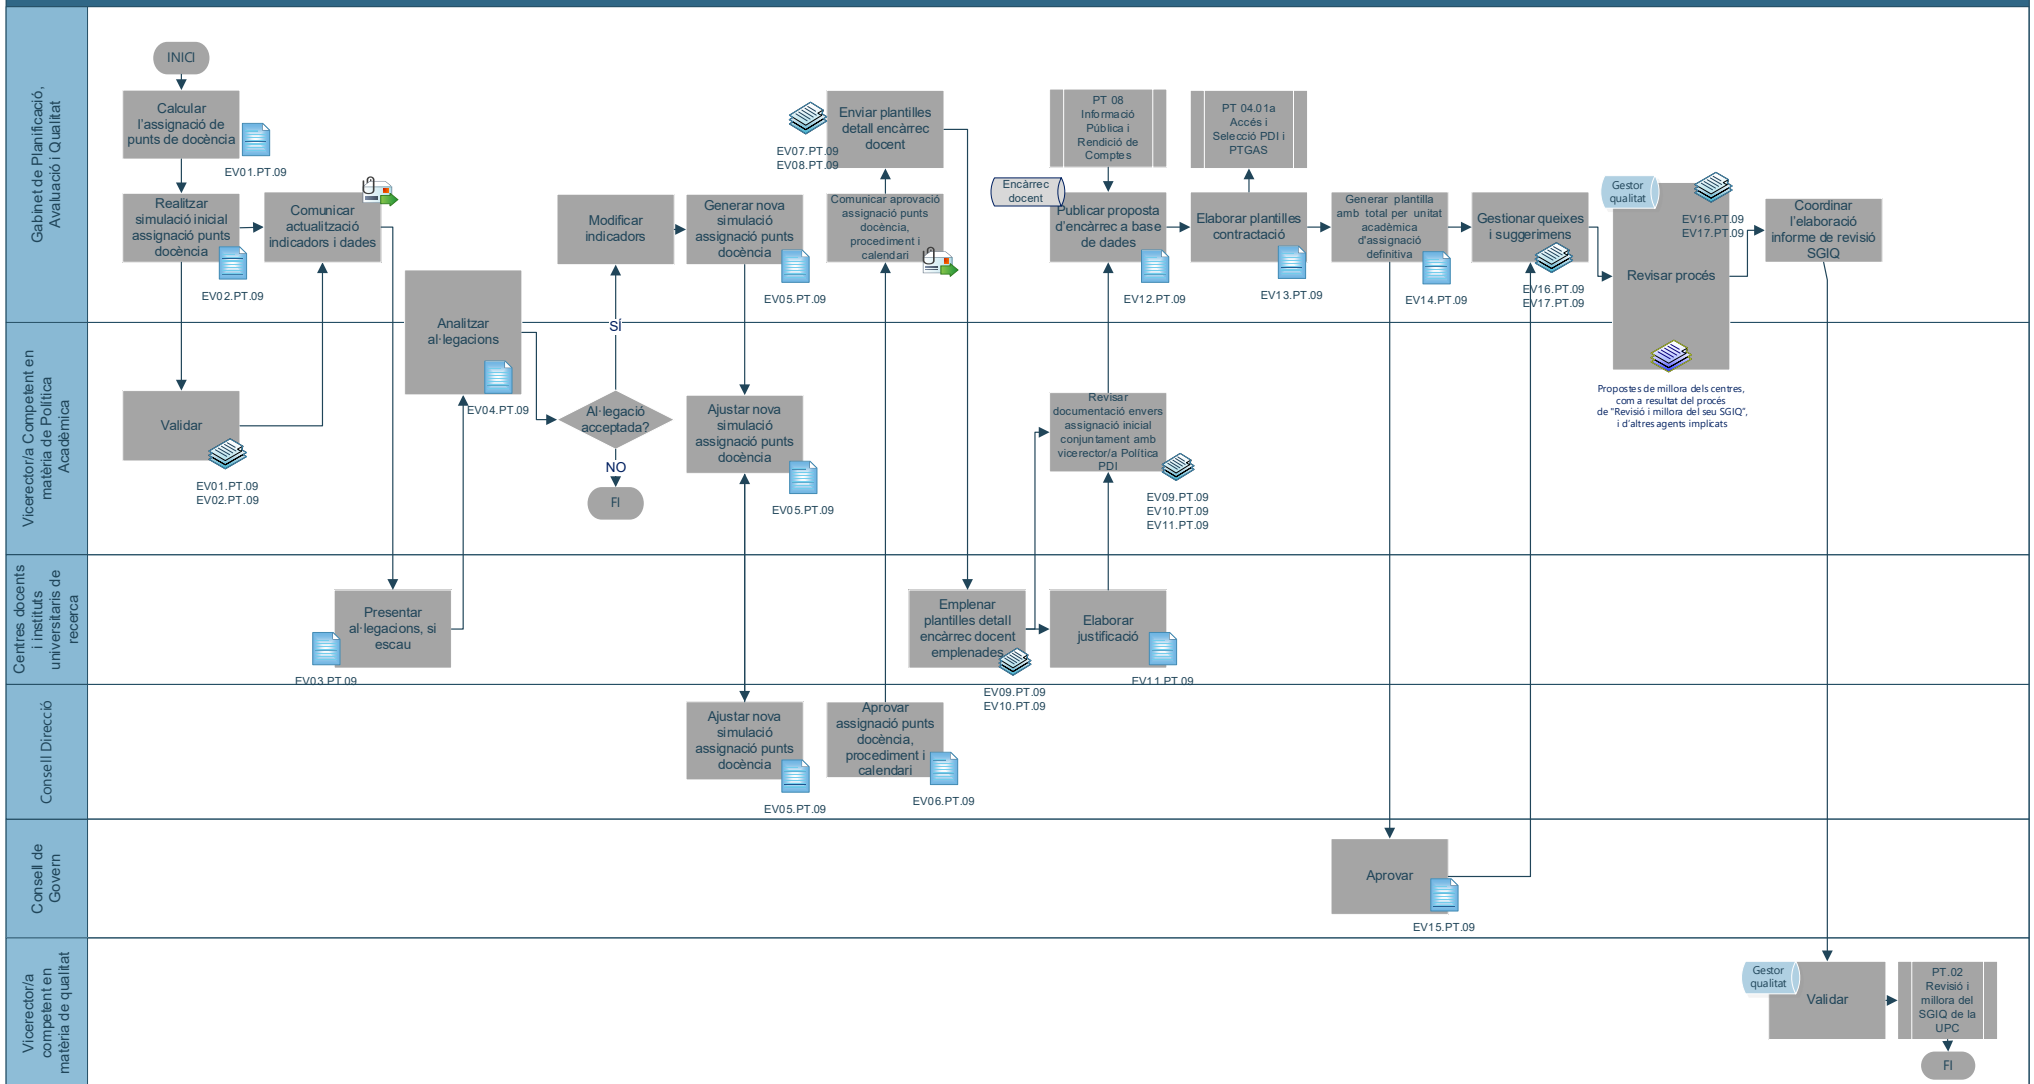 Gabinet de Planificació,
Avaluació i Qualitat
INICI
Calcular
l'assignació de
punts de docència
EV01.PT.09
Realitzar
simulació inicial
assignació punts
docència
EV02.PT.09
Comunicar
actualització
indicadors i dades
Analitzar
al·legacions
EV04.PT.09
Modificar
indicadors
SÍ
Generar nova
simulació
assignació punts
docència
EV05.PT.09
Enviar plantilles
detall encàrrec
docent
EV07.PT.09
EV08.PT.09
Comunicar aprovació
assignació punts
docència,
procediment i
calendari
PT 08
Informació
Pública i
Rendició de
Comptes
Encàrrec
docent
Publicar proposta
d'encàrrec a base
de dades
EV12.PT.09
PT 04.01a
Accés i
Selecció PDI i
PTGAS
Elaborar plantilles
contractació
EV13.PT.09
Generar plantilla
amb total per unitat
acadèmica
d'assignació
definitiva
EV14.PT.09
Gestionar queixes
i suggerimens
EV16.PT.09
EV17.PT.09
Gestor
qualitat
EV16.PT.09
EV17.PT.09
Revisar procés
Propostes de millora dels centres,
com a resultat del procés
de "Revisió i millora del seu SGIQ",
i d'altres agents implicats
Coordinar
l'elaboració
informe de revisió
SGIQ
Vicerector/a Competent en
matèria de Política
Acadèmica
Validar
EV01.PT.09
EV02.PT.09
Al·legació
acceptada?
NO
FI
Ajustar nova
simulació
assignació punts
docència
EV05.PT.09
Revisar
documentació envers
assignació inicial
conjuntament amb
vicerector/a Política
PDI
EV09.PT.09
EV10.PT.09
EV11.PT.09
Centres docents
i instituts
universitaris de
recerca
Presentar
al·legacions, si
escau
EV03.PT.09
Emplenar
plantilles detall
encàrrec docent
emplenades
EV09.PT.09
EV10.PT.09
Elaborar
justificació
EV11.PT.09
Consell Direcció
Ajustar nova
simulació
assignació punts
docència
EV05.PT.09
Aprovar
assignació punts
docència,
procediment i
calendari
EV06.PT.09
Consell de
Govern
Aprovar
EV15.PT.09
Vicerector/a
competent en
matèria de qualitat
Gestor
qualitat
Validar
PT.02
Revisió i
millora del
SGIQ de la
UPC
FI